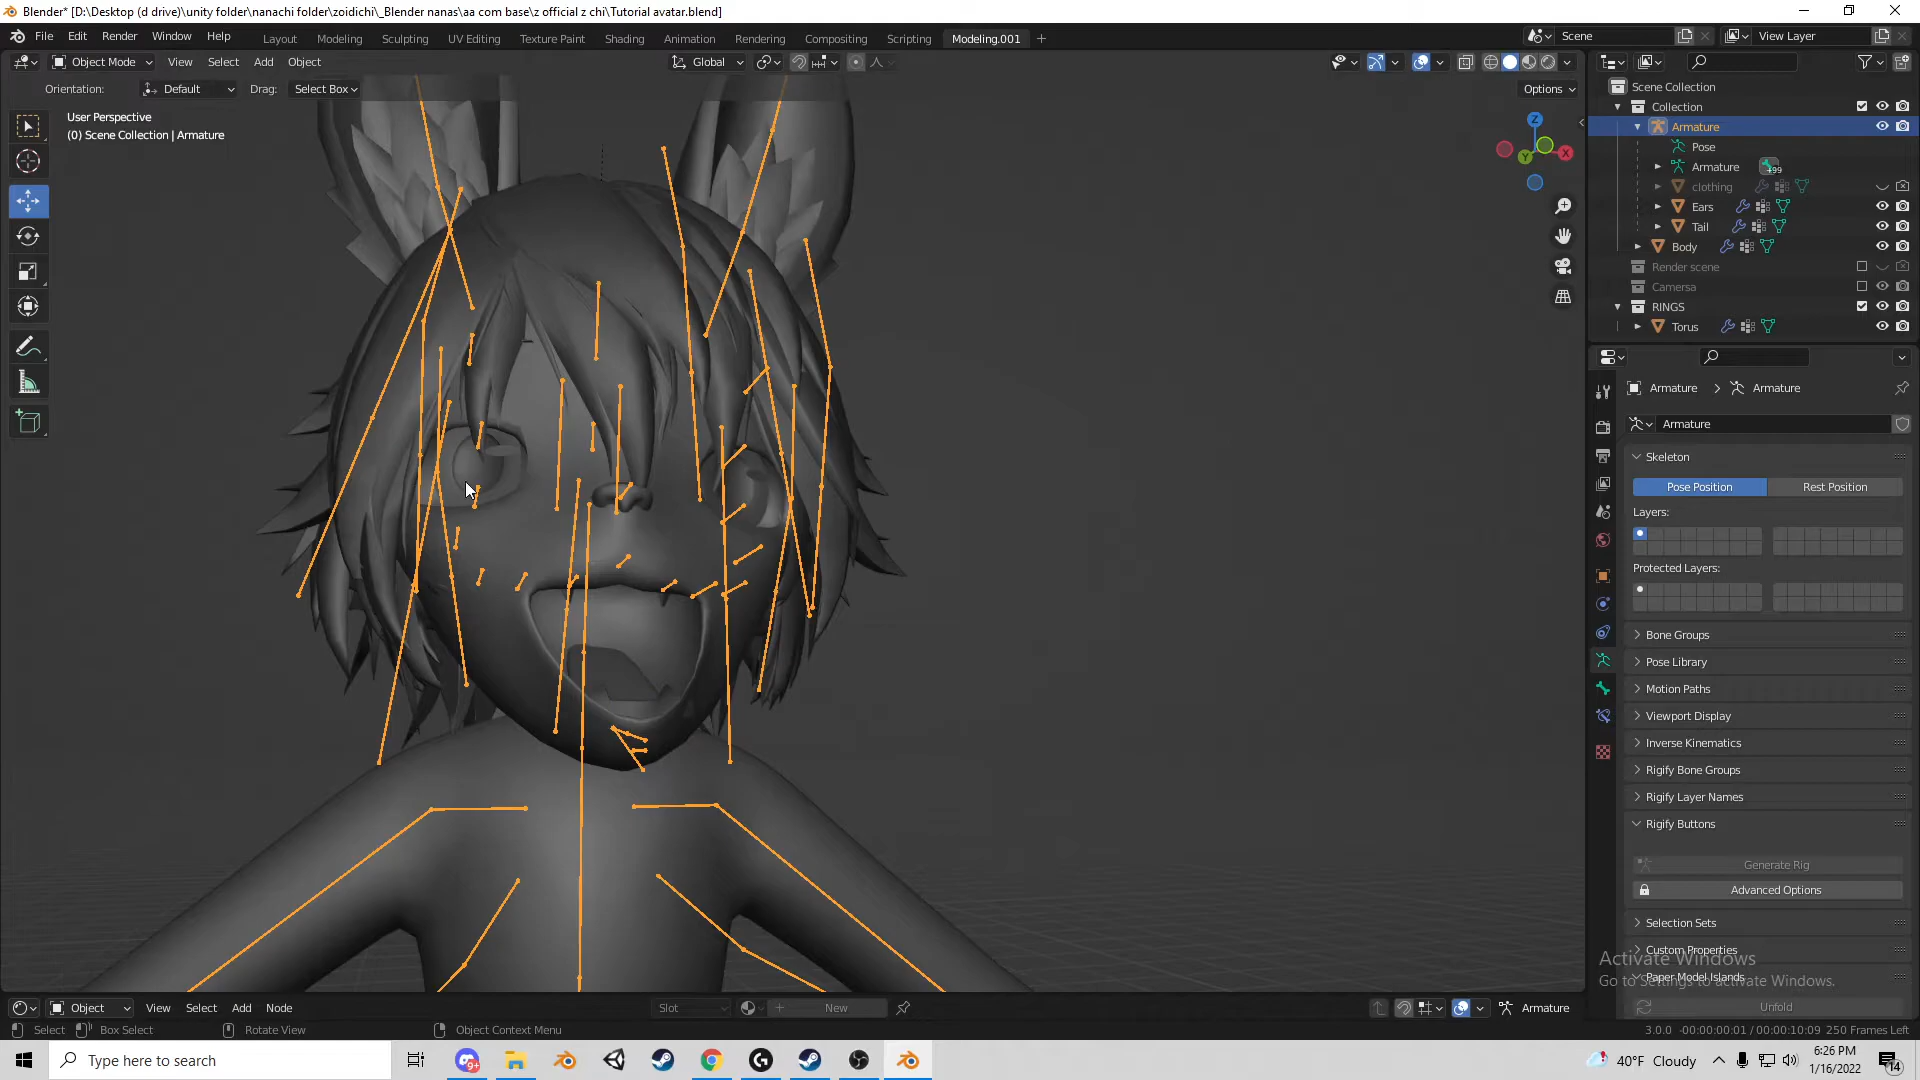 Blender* [D:\Desktop (d drive)\unity folder\nanachi folder\zoidichi\_Blender nanas\aa com base\z official z chi\Tutorial avatar.blend]
File Edit Render Window Help
Layout Modeling Sculpting UV Editing Texture Paint Shading Animation Rendering Compositing Scripting Modeling.001 +
Scene
View Layer
Object Mode View Select Add Object
Global
Orientation: Default Drag: Select Box
Options
User Perspective
(0) Scene Collection | Armature
Z
X
Y
Scene Collection
Collection
Armature
Pose
Armature
+99
clothing
Ears
Tail
Body
Render scene
Camersa
RINGS
Torus
Armature > Armature
Armature
Skeleton
Pose Position Rest Position
Layers:
Protected Layers:
Bone Groups
Pose Library
Motion Paths
Viewport Display
Inverse Kinematics
Rigify Bone Groups
Rigify Layer Names
Rigify Buttons
Generate Rig
Advanced Options
Selection Sets
Custom Properties
Paper Model Islands
Unfold
Activate Windows
Go to Settings to activate Windows.
Object View Select Add Node
Slot
New
Armature
Select Box Select Rotate View Object Context Menu
3.0.0 -00:00:00:01 / 00:00:10:09 250 Frames Left
Type here to search
9+
40°F Cloudy
6:26 PM
1/16/2022
14